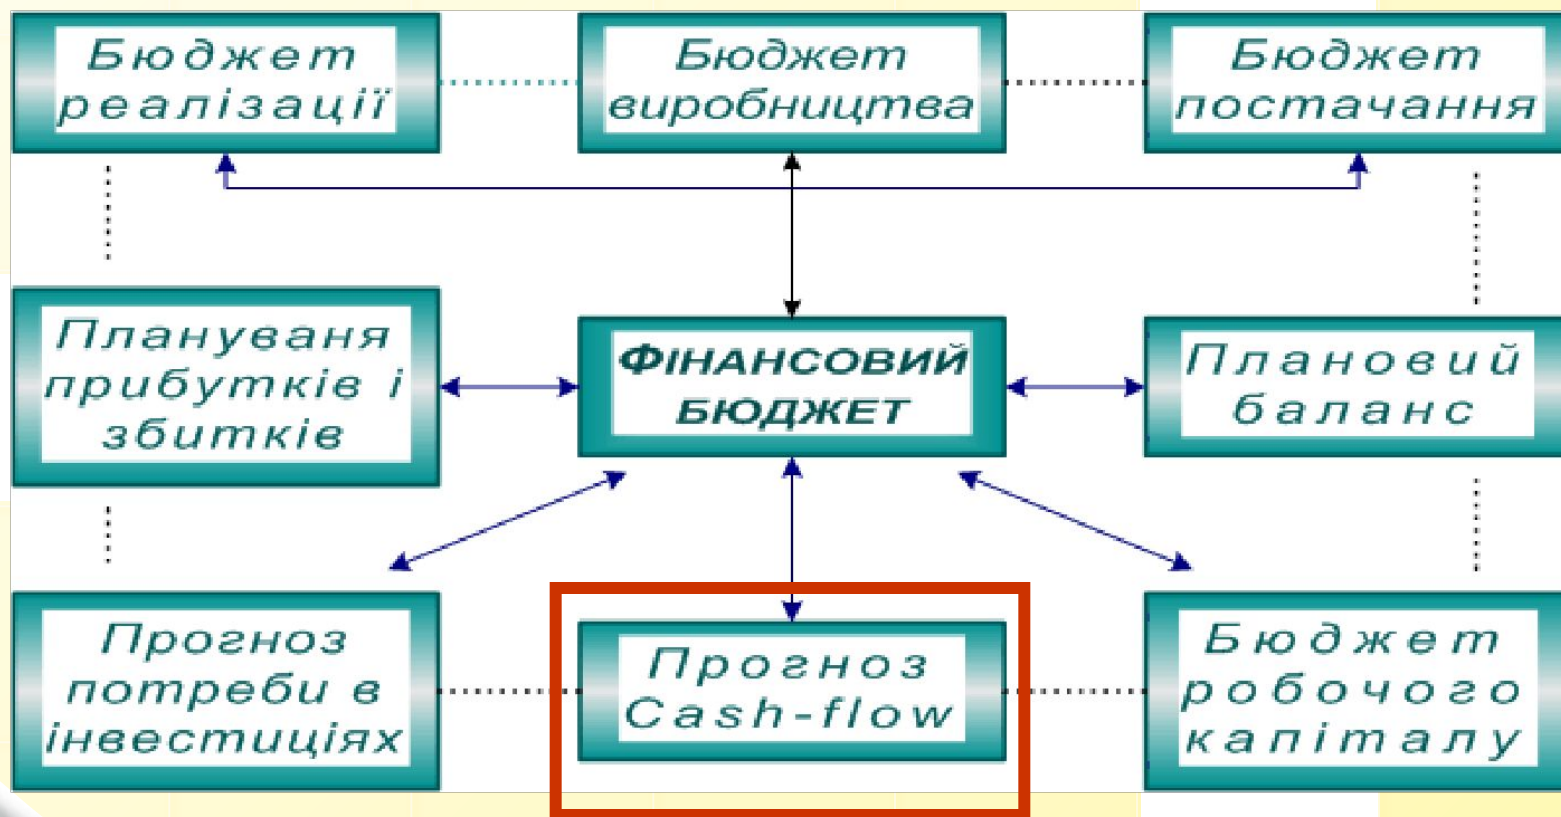 Бюджет
реалізації
Бюджет
виробництва
Бюджет
постачання
Плануваня
прибутків і
збитків
ФІНАНСОВИЙ
БЮДЖЕТ
Плановий
баланс
Прогноз
потреби в
інвестиціях
Прогноз
Cash-flow
Бюджет
робочого
капіталу